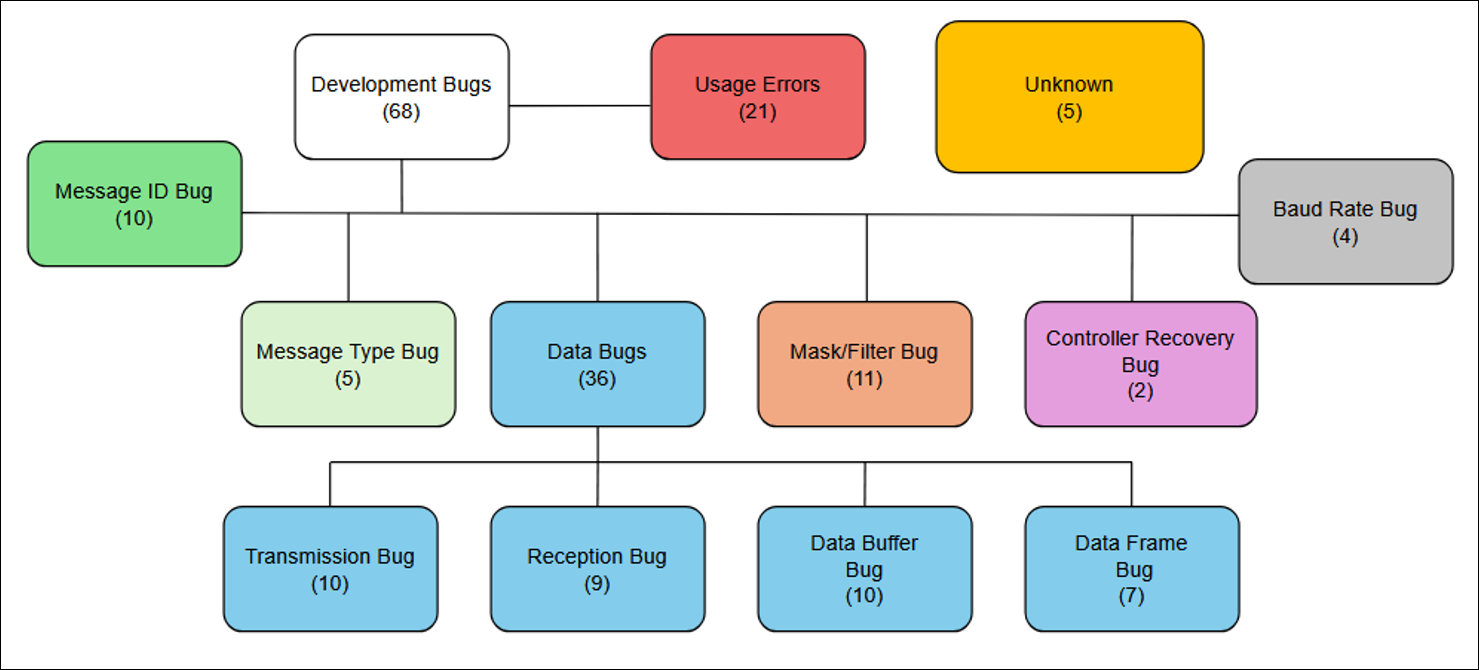 Development Bugs
(68)
Usage Errors
(21)
Unknown
(5)
Message ID Bug
(10)
Baud Rate Bug
(4)
Message Type Bug
(5)
Data Bugs
(36)
Mask/Filter Bug
(11)
Controller Recovery
Bug
(2)
Transmission Bug
(10)
Reception Bug
(9)
Data Buffer
Bug
(10)
Data Frame
Bug
(7)